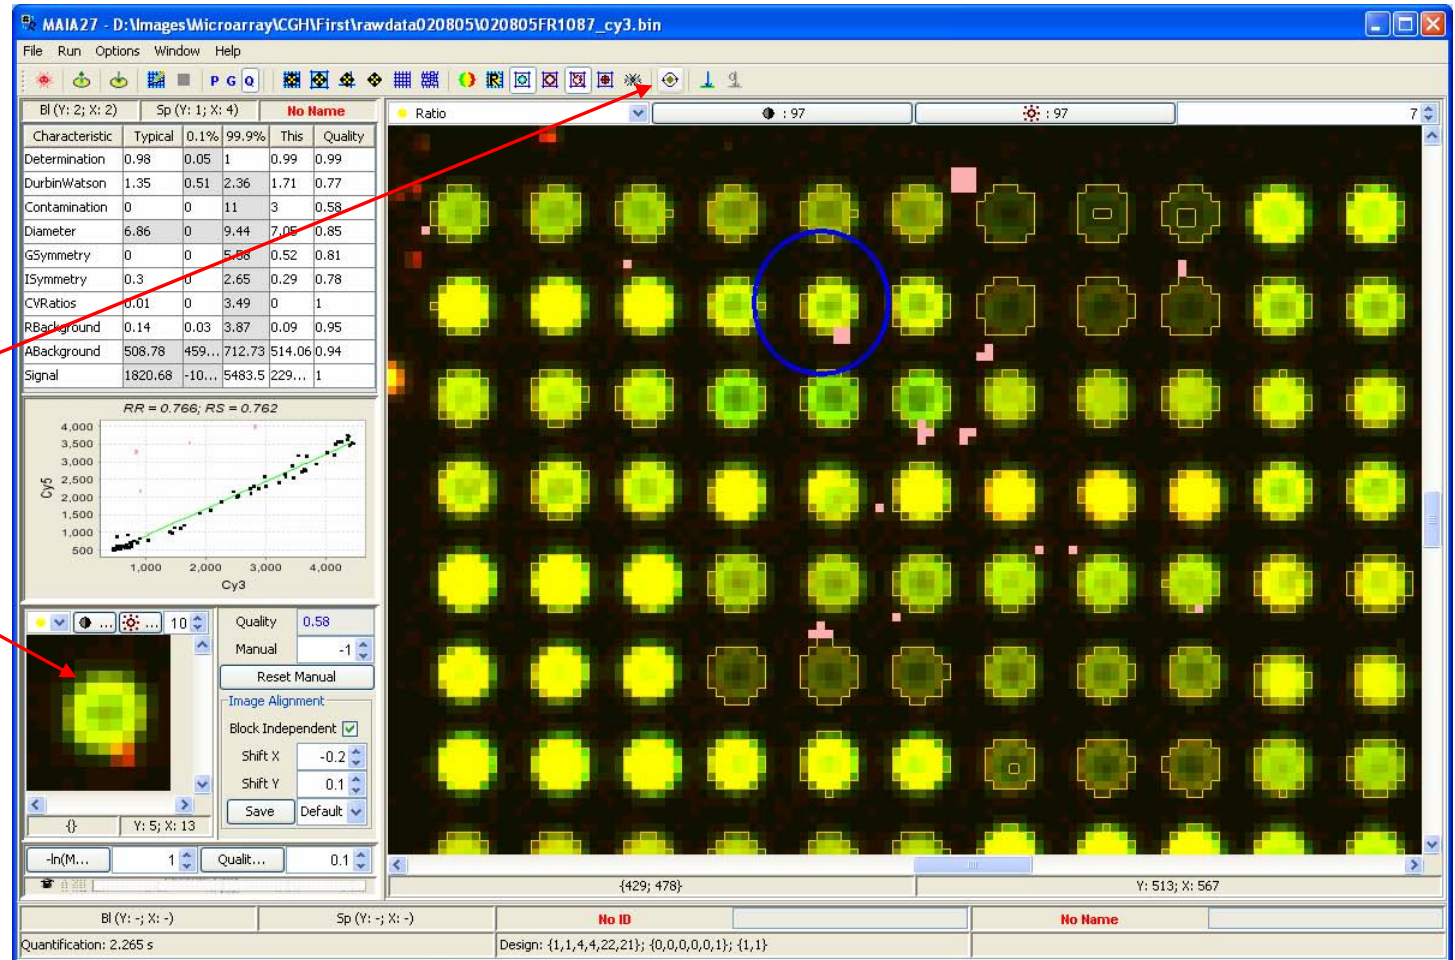 MAIA27 - D:\Images\Microarray\CGH\First\rawdata020805\020805FR1087_cy3.bin
File Run Options Window Help
P G Q
Bl (Y: 2; X: 2) Sp (Y: 1; X: 4) No Name
Ratio : 97 : 97 7
Characteristic Typical 0.1% 99.9% This Quality
Determination 0.98 0.05 1 0.99 0.99
DurbinWatson 1.35 0.51 2.36 1.71 0.77
Contamination 0 0 11 3 0.58
Diameter 6.86 0 9.44 7.05 0.85
GSymmetry 0 0 5.58 0.52 0.81
ISymmetry 0.3 0 2.65 0.29 0.78
CVRatios 0.01 0 3.49 0 1
RBackground 0.14 0.03 3.87 0.09 0.95
ABackground 508.78 459... 712.73 514.06 0.94
Signal 1820.68 -10... 5483.5 229... 1
RR = 0.766; RS = 0.762
4,000
3,500
3,000
2,500
2,000
1,500
1,000
500
Cy5
1,000 2,000 3,000 4,000
Cy3
... ... 10
Quality 0.58
Manual -1
Reset Manual
Image Alignment
Block Independent
Shift X -0.2
Shift Y 0.1
Save Default
{} Y: 5; X: 13
-ln(M... 1 Qualit... 0.1
{429; 478} Y: 513; X: 567
Bl (Y: -; X: -) Sp (Y: -; X: -) No ID No Name
Quantification: 2.265 s Design: {1,1,4,4,22,21}; {0,0,0,0,0,1}; {1,1}